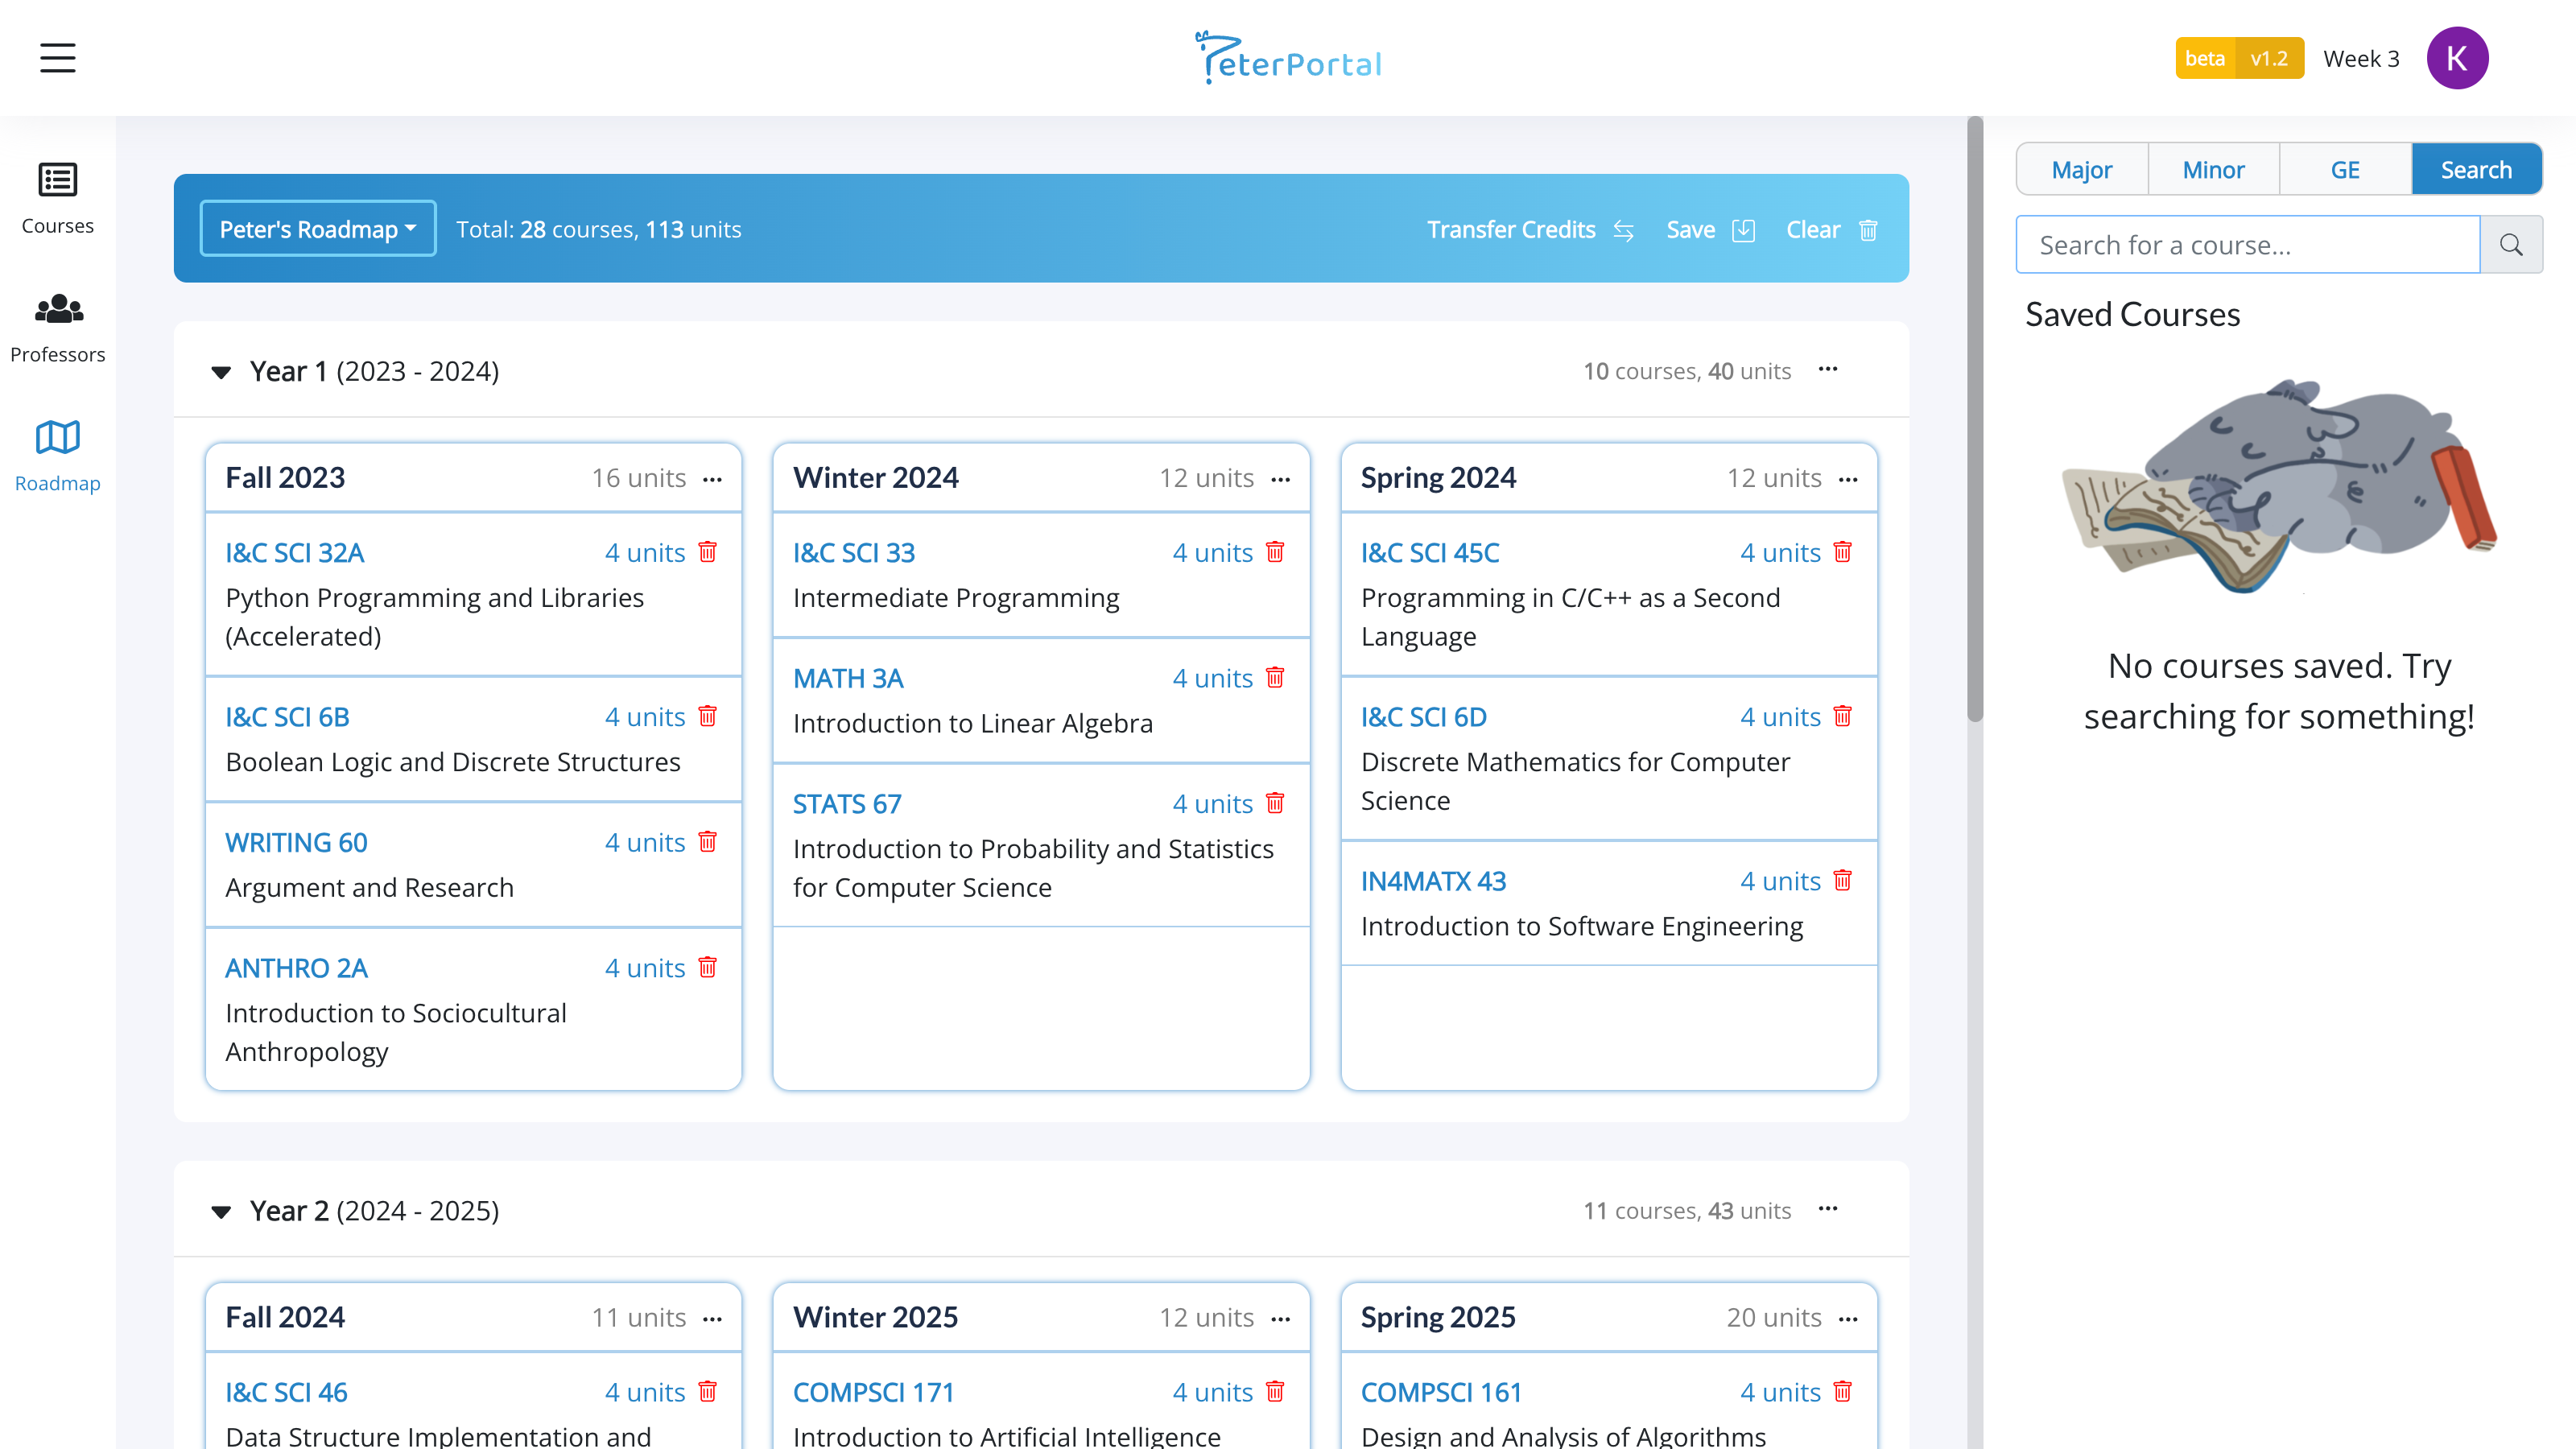 PeterPortal
beta v1.2 Week 3 K
Courses
Professors
Roadmap
Peter's Roadmap Total: 28 courses, 113 units Transfer Credits Save Clear
Year 1 (2023 - 2024) 10 courses, 40 units ...
Fall 2023 16 units ...
I&C SCI 32A 4 units
Python Programming and Libraries
(Accelerated)
I&C SCI 6B 4 units
Boolean Logic and Discrete Structures
WRITING 60 4 units
Argument and Research
ANTHRO 2A 4 units
Introduction to Sociocultural
Anthropology
Winter 2024 12 units ...
I&C SCI 33 4 units
Intermediate Programming
MATH 3A 4 units
Introduction to Linear Algebra
STATS 67 4 units
Introduction to Probability and Statistics
for Computer Science
Spring 2024 12 units ...
I&C SCI 45C 4 units
Programming in C/C++ as a Second
Language
I&C SCI 6D 4 units
Discrete Mathematics for Computer
Science
IN4MATX 43 4 units
Introduction to Software Engineering
Year 2 (2024 - 2025) 11 courses, 43 units ...
Fall 2024 11 units ...
I&C SCI 46 4 units
Data Structure Implementation and
Winter 2025 12 units ...
COMPSCI 171 4 units
Introduction to Artificial Intelligence
Spring 2025 20 units ...
COMPSCI 161 4 units
Design and Analysis of Algorithms
Major Minor GE Search
Search for a course...
Saved Courses
No courses saved. Try
searching for something!